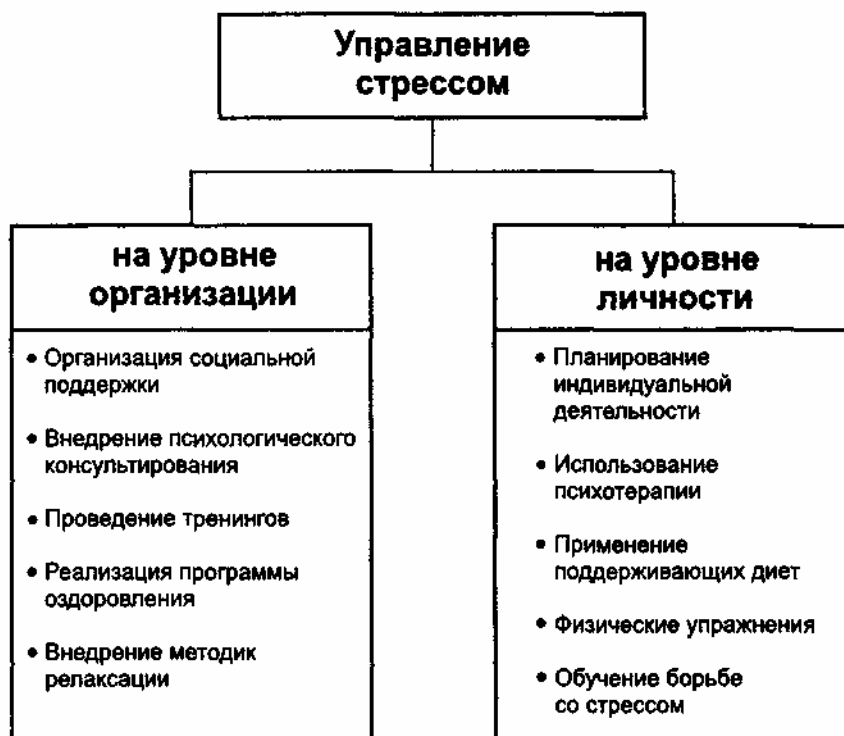 Управление
стрессом
на уровне
организации
• Организация социальной
поддержки
• Внедрение психологического
консультирования
• Проведение тренингов
• Реализация программы
оздоровления
• Внедрение методик
релаксации
на уровне
личности
• Планирование
индивидуальной
деятельности
• Использование
психотерапии
• Применение
поддерживающих диет
• Физические упражнения
• Обучение борьбе
со стрессом